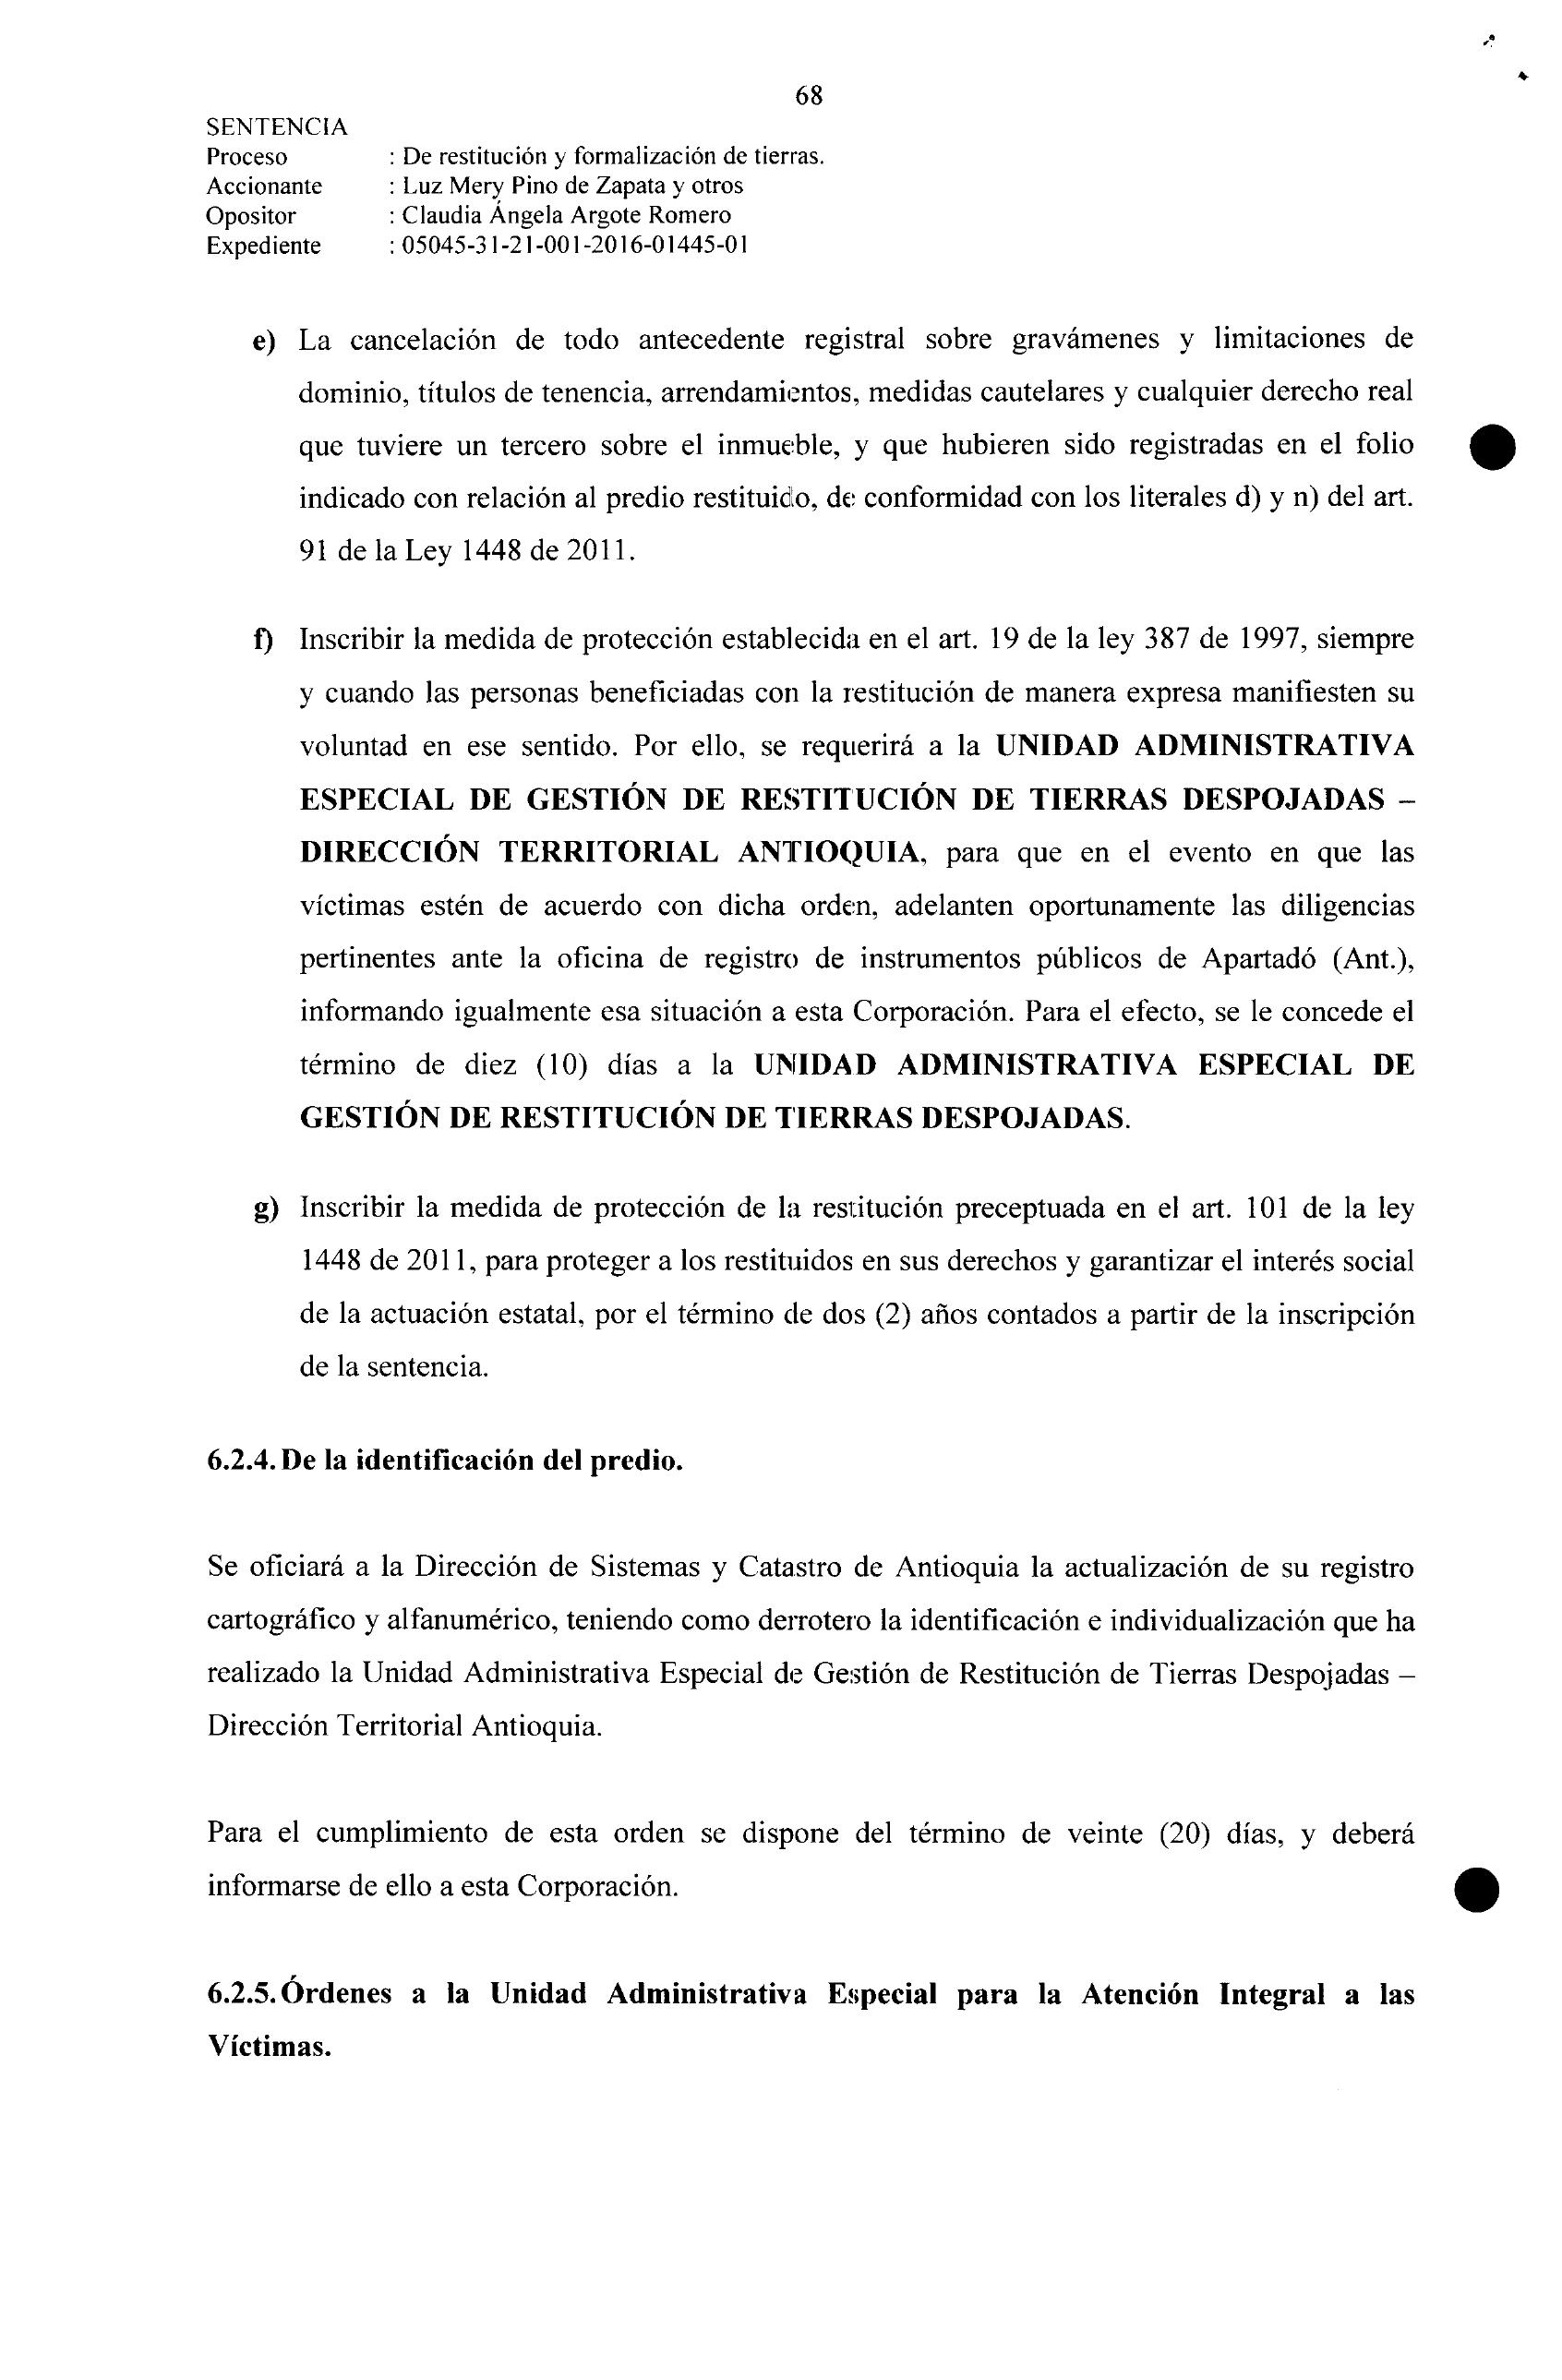 68
SENTENCIA
Proceso : De restitución y formalización de tierras.
Accionante : Luz Mery Pino de Zapata y otros
Opositor : Claudia Ángela Argote Romero
Expediente : 05045-31-21-001-2016-01445-01
e) La cancelación de todo antecedente registral sobre gravámenes y limitaciones de
dominio, títulos de tenencia, arrendamientos, medidas cautelares y cualquier derecho real
que tuviere un tercero sobre el inmueble, y que hubieren sido registradas en el folio
indicado con relación al predio restituido, de conformidad con los literales d) y n) del art.
91 de la Ley 1448 de 2011.
f) Inscribir la medida de protección establecida en el art. 19 de la ley 387 de 1997, siempre
y cuando las personas beneficiadas con la restitución de manera expresa manifiesten su
voluntad en ese sentido. Por ello, se requerirá a la UNIDAD ADMINISTRATIVA
ESPECIAL DE GESTIÓN DE RESTITUCIÓN DE TIERRAS DESPOJADAS –
DIRECCIÓN TERRITORIAL ANTIOQUIA, para que en el evento en que las
víctimas estén de acuerdo con dicha orden, adelanten oportunamente las diligencias
pertinentes ante la oficina de registro de instrumentos públicos de Apartadó (Ant.),
informando igualmente esa situación a esta Corporación. Para el efecto, se le concede el
término de diez (10) días a la UNIDAD ADMINISTRATIVA ESPECIAL DE
GESTIÓN DE RESTITUCIÓN DE TIERRAS DESPOJADAS.
g) Inscribir la medida de protección de la restitución preceptuada en el art. 101 de la ley
1448 de 2011, para proteger a los restituidos en sus derechos y garantizar el interés social
de la actuación estatal, por el término de dos (2) años contados a partir de la inscripción
de la sentencia.
6.2.4. De la identificación del predio.
Se oficiará a la Dirección de Sistemas y Catastro de Antioquia la actualización de su registro
cartográfico y alfanumérico, teniendo como derrotero la identificación e individualización que ha
realizado la Unidad Administrativa Especial de Gestión de Restitución de Tierras Despojadas –
Dirección Territorial Antioquia.
Para el cumplimiento de esta orden se dispone del término de veinte (20) días, y deberá
informarse de ello a esta Corporación.
6.2.5. Órdenes a la Unidad Administrativa Especial para la Atención Integral a las
Víctimas.